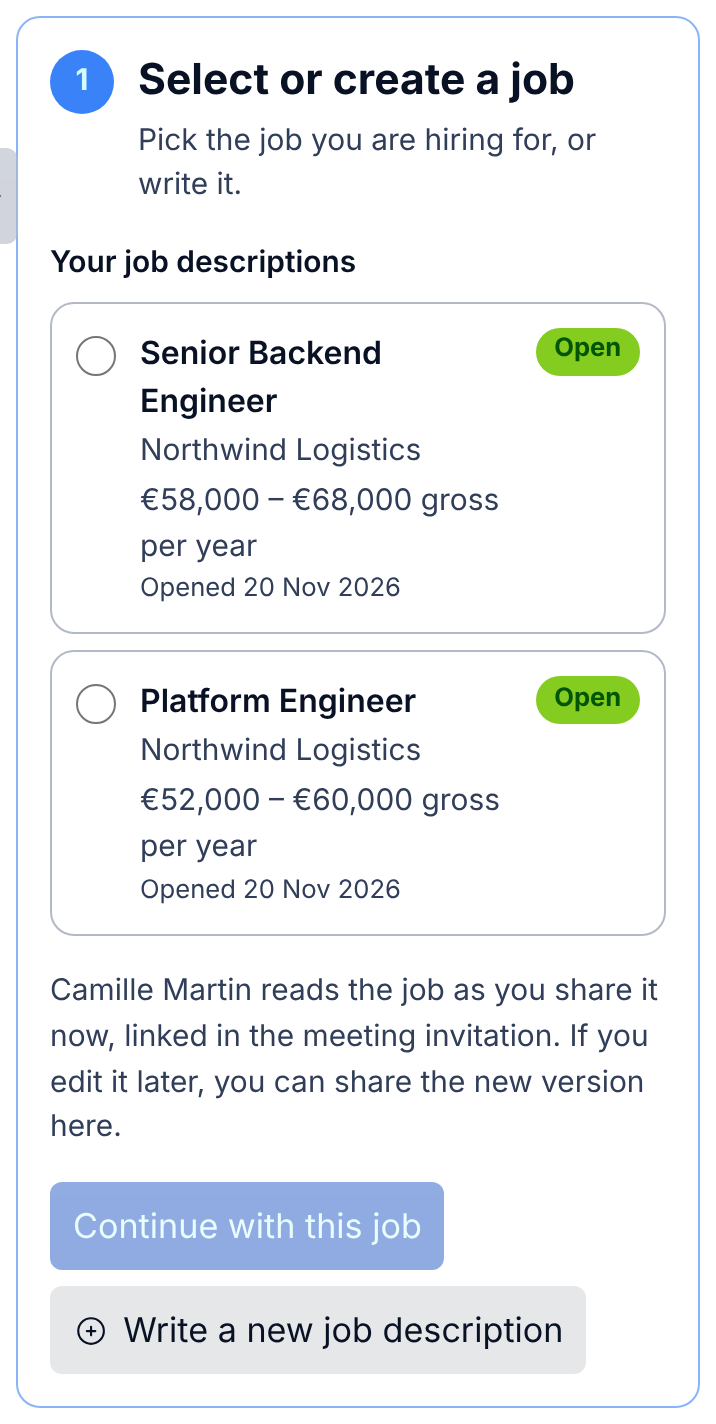 1
Select or create a job
Pick the job you are hiring for, or
write it.
Your job descriptions
Senior Backend
Engineer
Open
Northwind Logistics
€58,000 – €68,000 gross
per year
Opened 20 Nov 2026
Platform Engineer
Open
Northwind Logistics
€52,000 – €60,000 gross
per year
Opened 20 Nov 2026
Camille Martin reads the job as you share it
now, linked in the meeting invitation. If you
edit it later, you can share the new version
here.
Continue with this job
Write a new job description